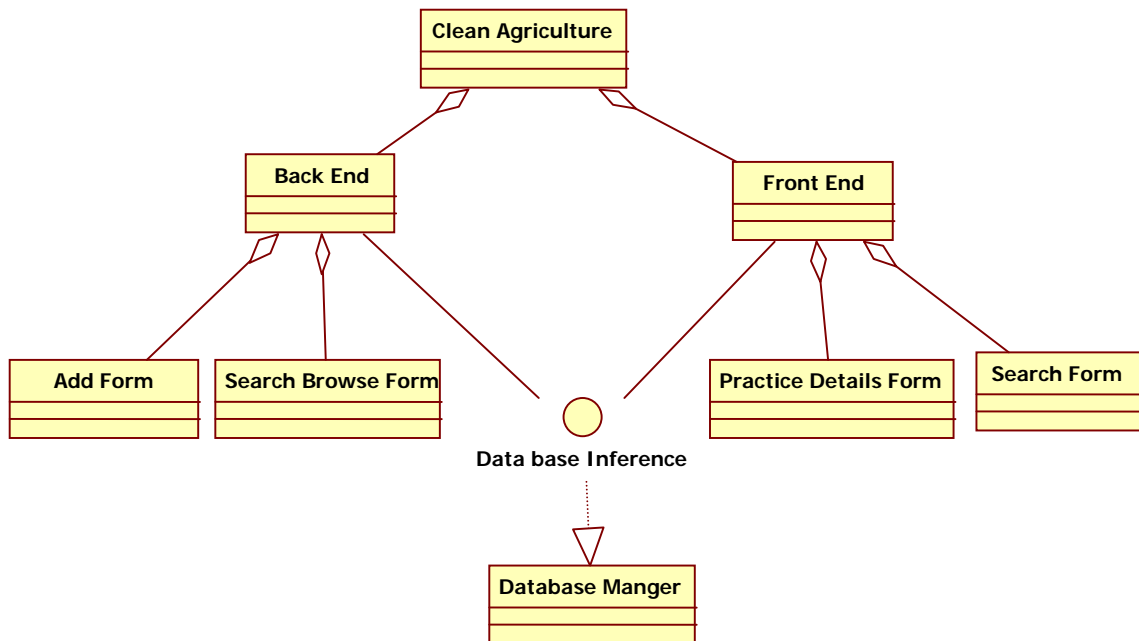 Clean Agriculture
Back End
Front End
Add Form
Search Browse Form
Practice Details Form
Search Form
Data base Inference
Database Manger